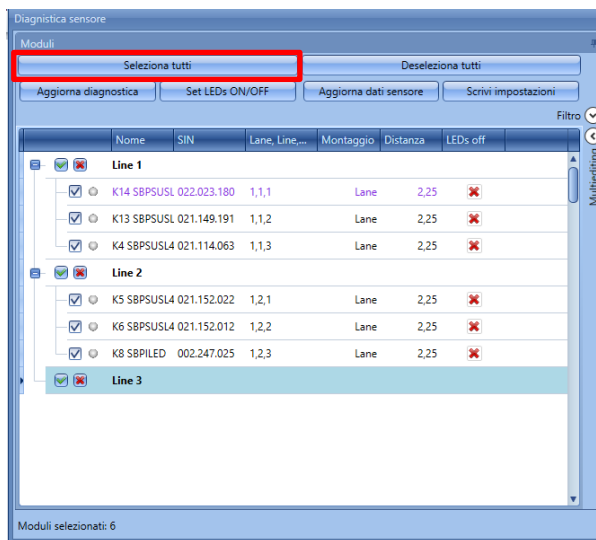 Diagnistica sensore
Moduli
Seleziona tutti Deseleziona tutti
Aggiorna diagnostica Set LEDs ON/OFF Aggiorna dati sensore Scrivi impostazioni
Filtro
Nome SIN Lane, Line,... Montaggio Distanza LEDs off
Multiediting
Line 1
K14 SBPSUSL 022.023.180 1,1,1 Lane 2,25
K13 SBPSUSL 021.149.191 1,1,2 Lane 2,25
K4 SBPSUSL4 021.114.063 1,1,3 Lane 2,25
Line 2
K5 SBPSUSL4 021.152.022 1,2,1 Lane 2,25
K6 SBPSUSL4 021.152.012 1,2,2 Lane 2,25
K8 SBPILED 002.247.025 1,2,3 Lane 2,25
Line 3
Moduli selezionati: 6